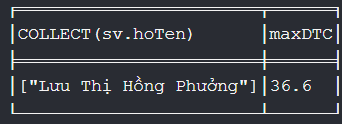 COLLECT(sv.hoTen) maxDTC
["Lưu Thị Hồng Phưởng"] 36.6